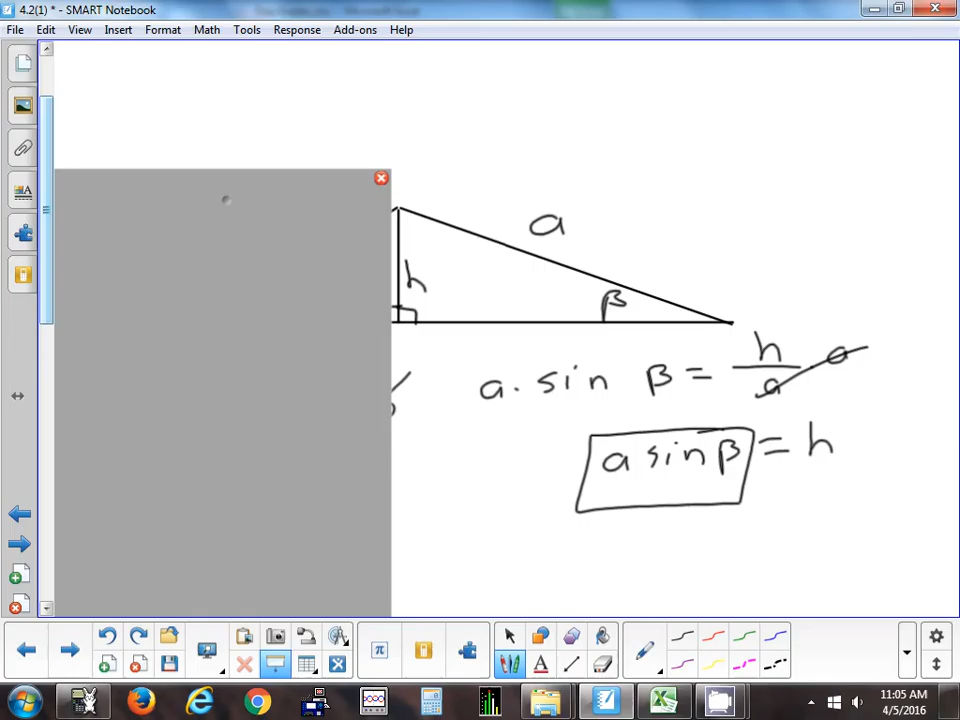 4.2(1) * - SMART Notebook
File Edit View Insert Format Math Tools Response Add-ons Help
a
h
β
a. sin β = h/a a
a sin β = h
π
A
11:05 AM
4/5/2016